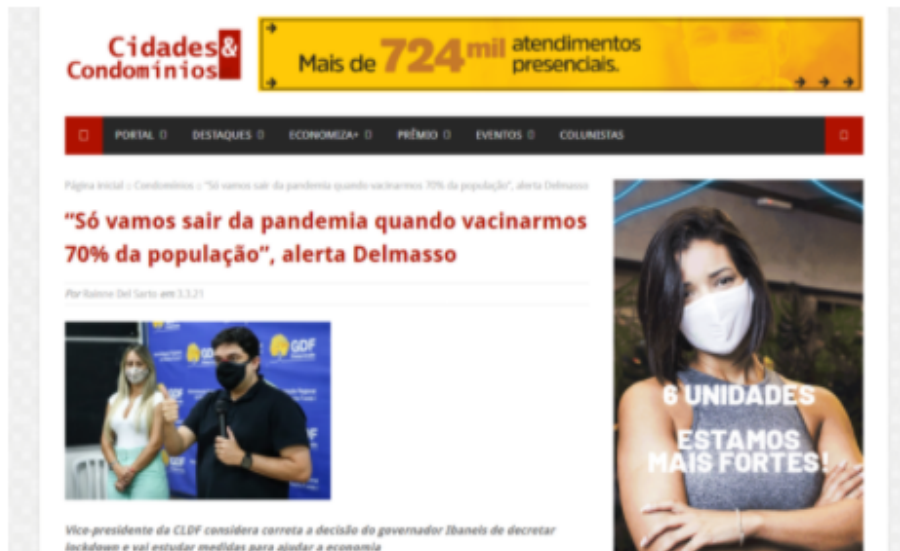 Cidades&
Condomínios
Mais de 724 mil atendimentos
presenciais.
PORTAL
DESTAQUES
ECONOMIZA+
PRÊMIO
EVENTOS
COLUNISTAS
Página Inicial :: Condomínios :: “Só vamos sair da pandemia quando vacinarmos 70% da população”, alerta Delmasso
“Só vamos sair da pandemia quando vacinarmos
70% da população”, alerta Delmasso
Por Rainne Del Sarto em 3.3.21
GDF
Vice-presidente da CLDF considera correta a decisão do governador Ibaneis de decretar
lockdown e vai estudar medidas para ajudar a economia
6 UNIDADES
ESTAMOS
MAIS FORTES!